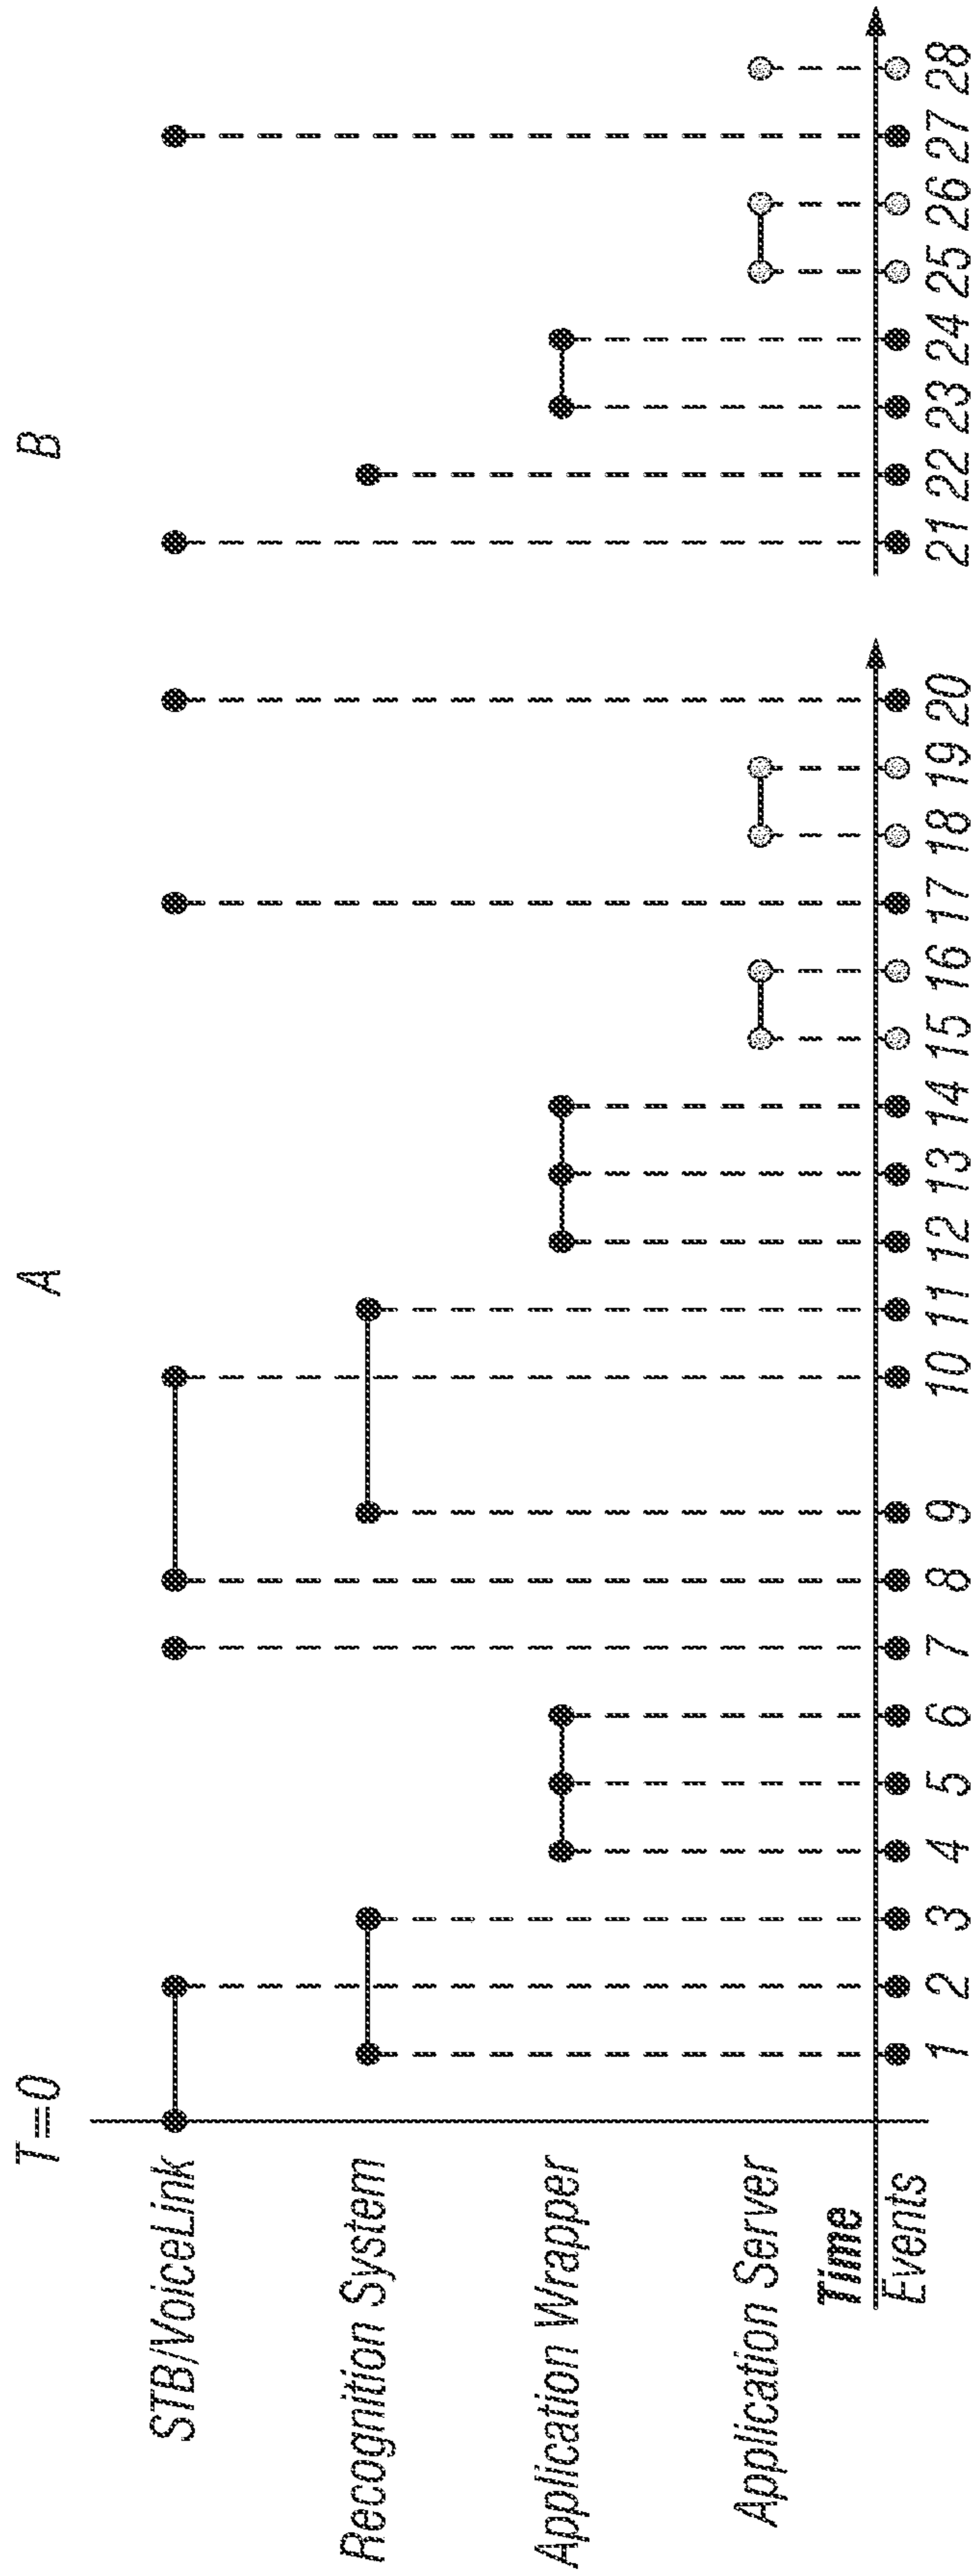 T=0
A
B
STB/VoiceLink
Recognition System
Application Wrapper
Application Server
Time
Events
1 2 3 4 5 6 7 8 9 10 11 12 13 14 15 16 17 18 19 20 21 22 23 24 25 26 27 28